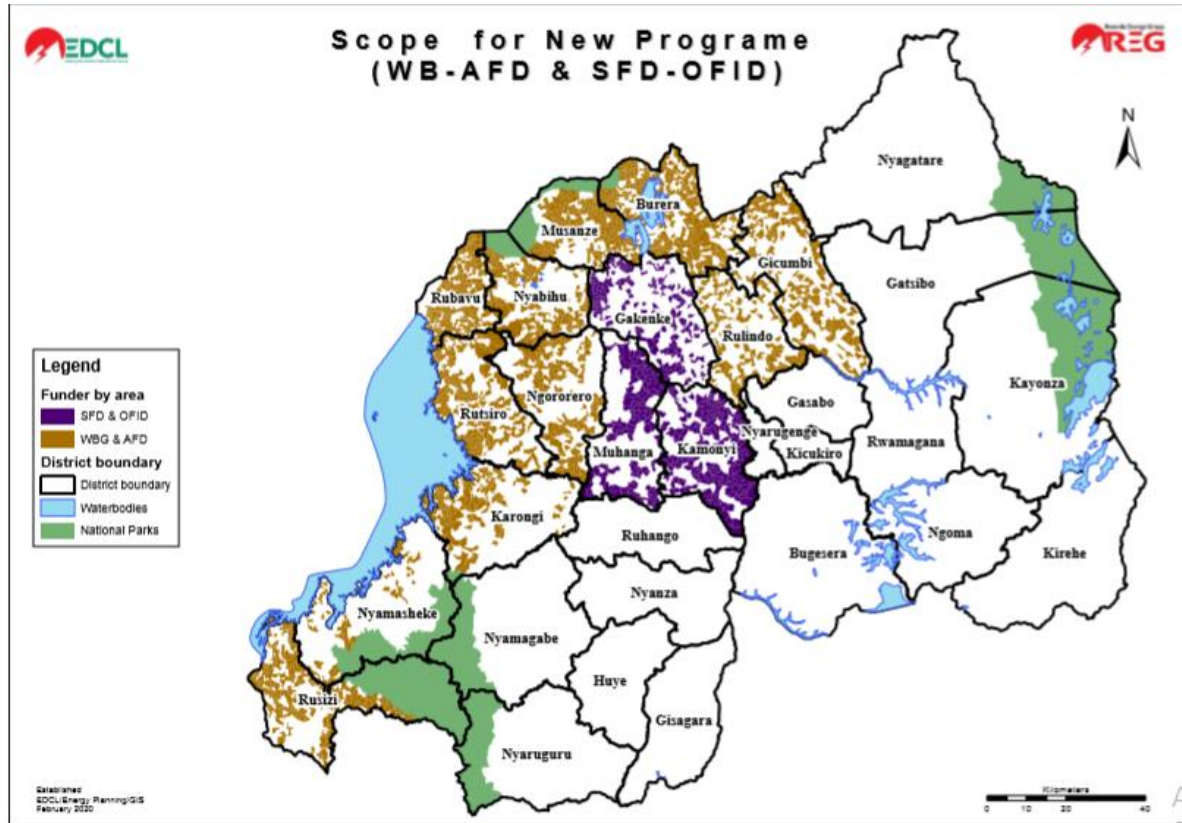 EDCL
Scope for New Programe
(WB-AFD & SFD-OFID)
REG
N
Nyagatare
Burera
Musanze
Gicumbi
Gatsibo
Rubavu
Nyabihu
Gakenke
Rulindo
Kayonza
Gasabo
Rutsiro
Ngororero
Nyarugenge
Rwamagana
Muhanga
Kamonyi
Kicukiro
Karongi
Ruhango
Bugesera
Ngoma
Kirehe
Nyanza
Nyamasheke
Nyamagabe
Huye
Rusizi
Gisagara
Nyaruguru
Legend
Funder by area
SFD & OFID
WBG & AFD
District boundary
District boundary
Waterbodies
National Parks
Established
EDCL/Energy Planning/GIS
February 2020
Kilometers
0 10 20 40